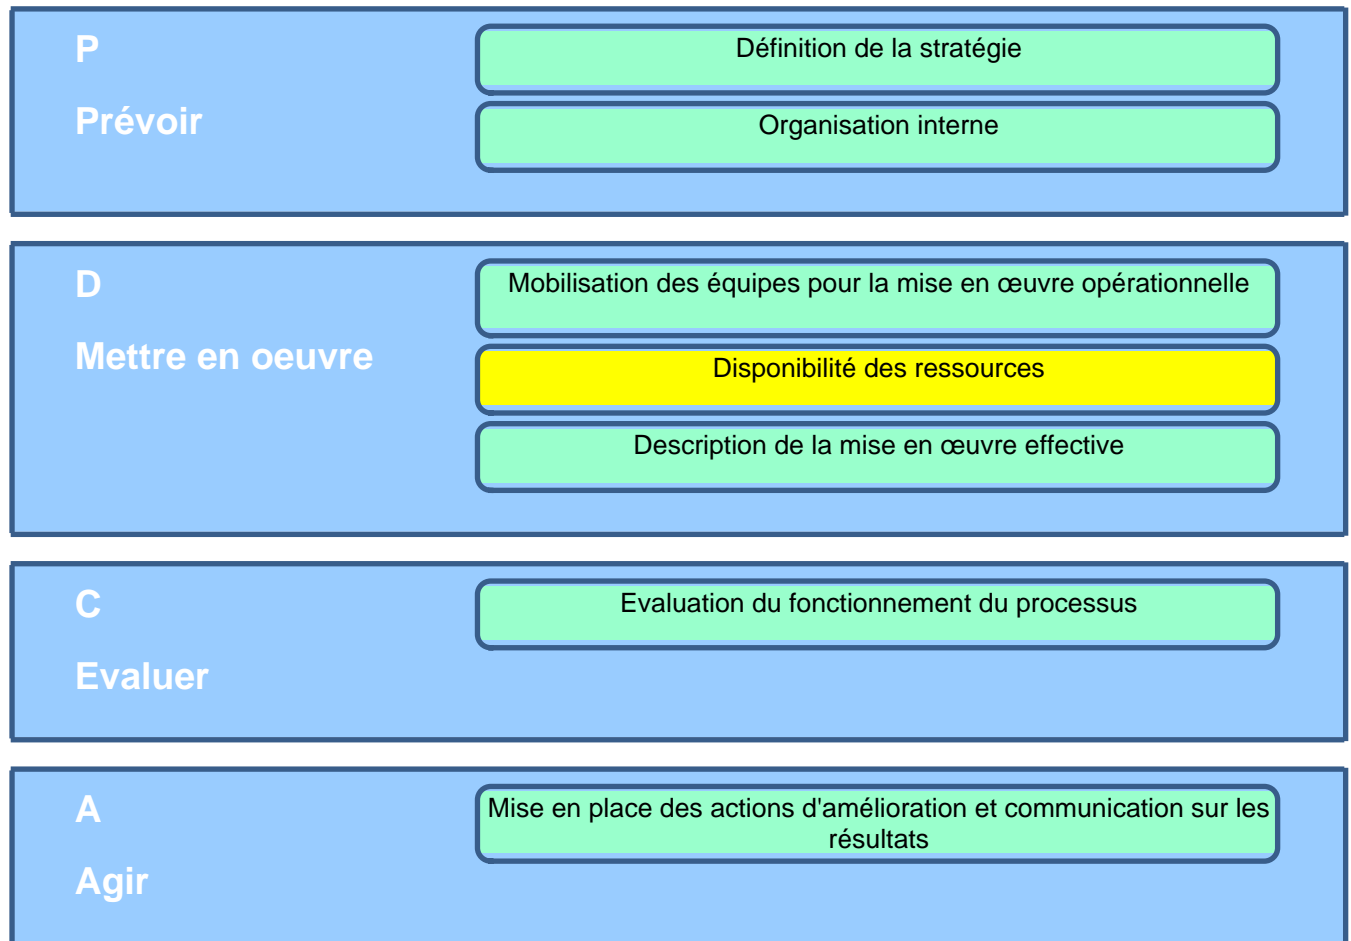 P
Prévoir
Définition de la stratégie
Organisation interne
D
Mettre en oeuvre
Mobilisation des équipes pour la mise en œuvre opérationnelle
Disponibilité des ressources
Description de la mise en œuvre effective
C
Evaluer
Evaluation du fonctionnement du processus
A
Agir
Mise en place des actions d'amélioration et communication sur les
résultats